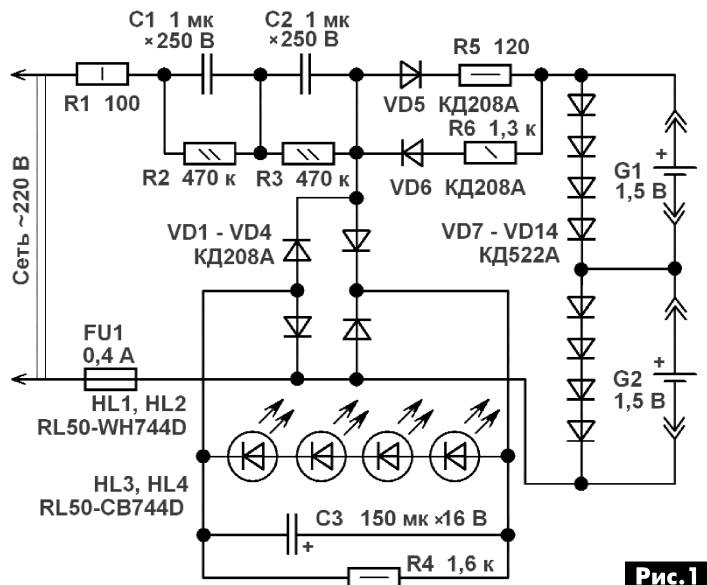 C1 1 мк
×250 В
C2 1 мк
×250 В
R1 100
R2 470 к
R3 470 к
R5 120
VD5 КД208А
R6 1,3 к
VD6 КД208А
VD1 - VD4
КД208А
VD7 - VD14
КД522А
+
G1
1,5 В
Сеть ~220 В
FU1
0,4 А
HL1, HL2
RL50-WH744D
HL3, HL4
RL50-CB744D
+
G2
1,5 В
C3 150 мк ×16 В
+
R4 1,6 к
Рис.1